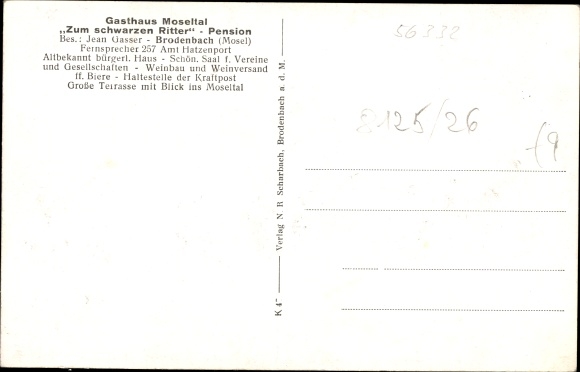 Gasthaus Moseltal
„Zum schwarzen Ritter“ - Pension
Bes.: Jean Gasser - Brodenbach (Mosel)
Fernsprecher 257 Amt Hatzenport
Altbekannt bürgerl. Haus - Schön. Saal f. Vereine
und Gesellschaften - Weinbau und Weinversand
ff. Biere - Haltestelle der Kraftpost
Große Terrasse mit Blick ins Moseltal
K 4 Verlag N. R. Scharbach, Brodenbach a. d. M.
56332
8125/26